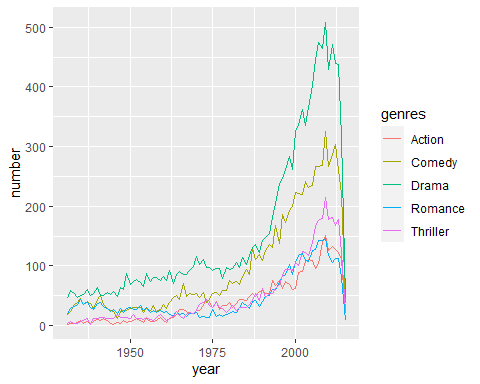 500
400
300
200
100
0
number
1950
1975
2000
year
genres
Action
Comedy
Drama
Romance
Thriller